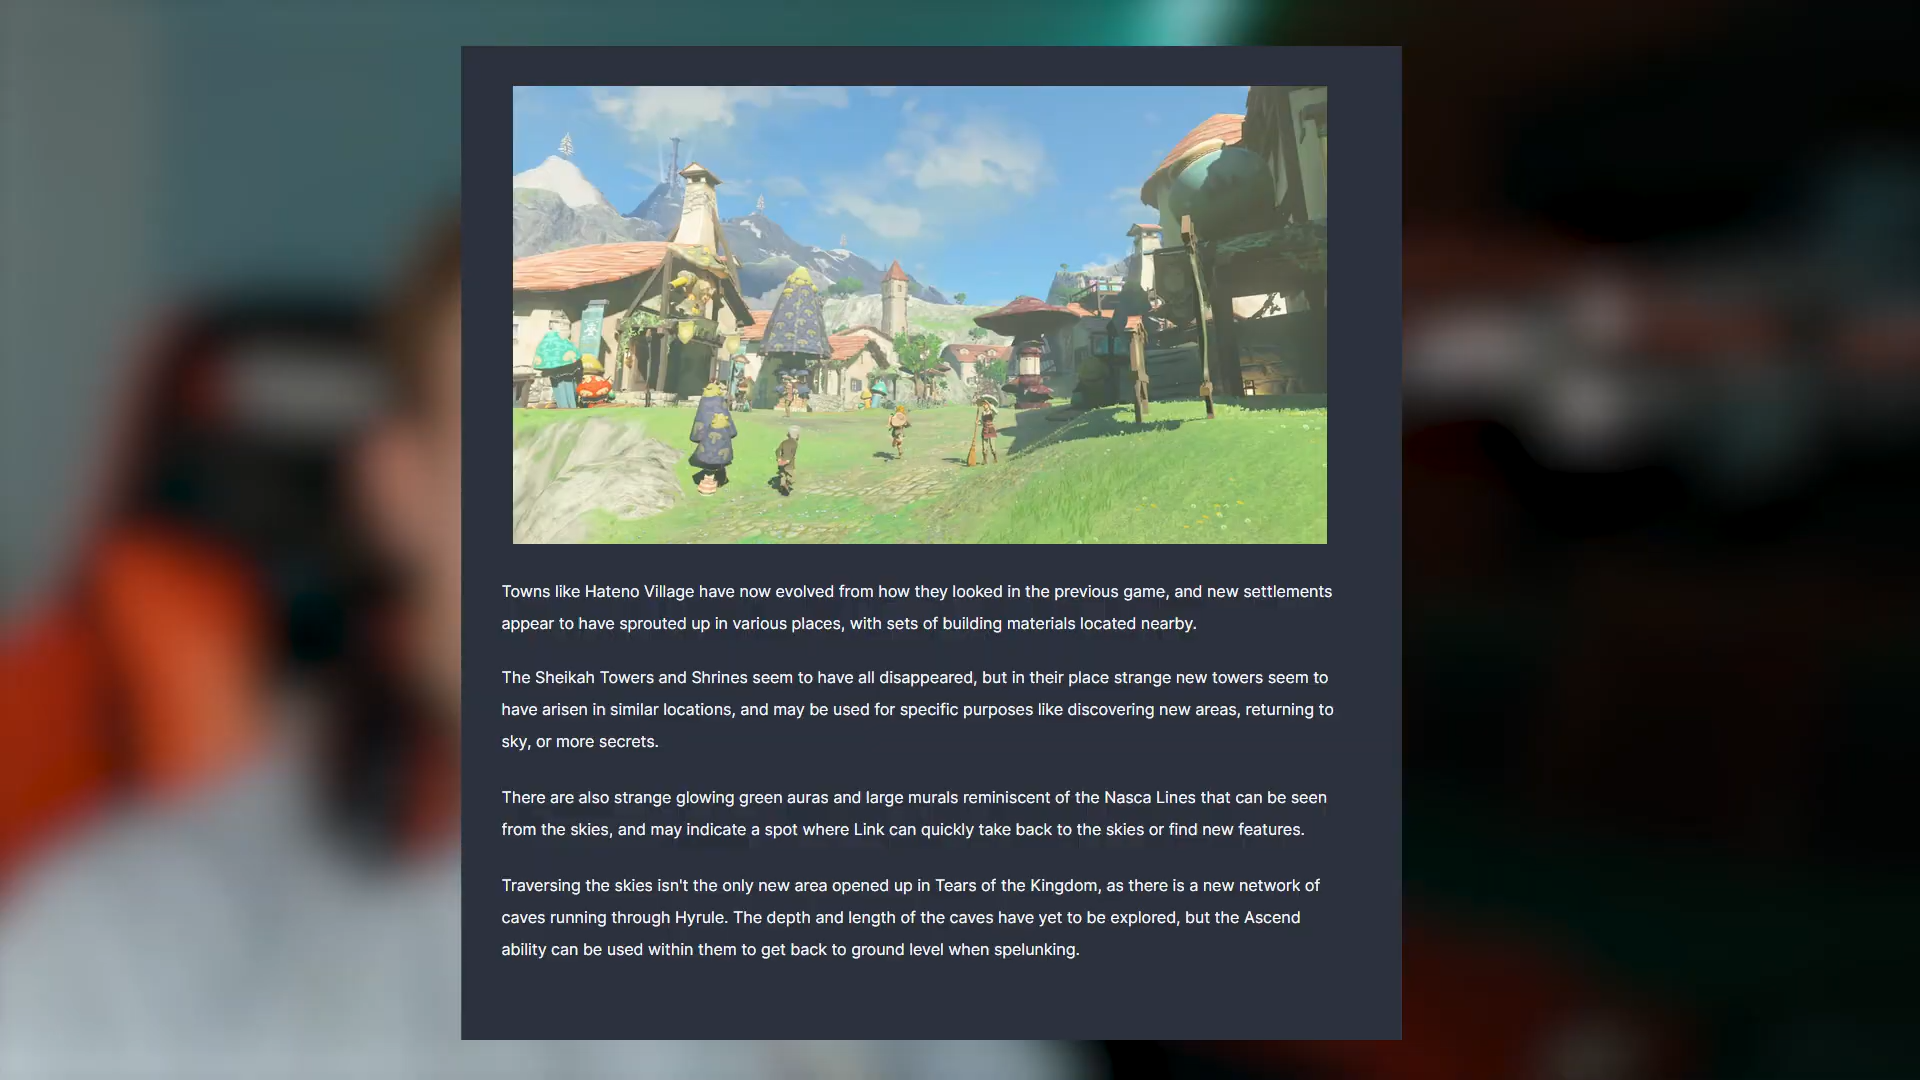 Towns like Hateno Village have now evolved from how they looked in the previous game, and new settlements
appear to have sprouted up in various places, with sets of building materials located nearby.
The Sheikah Towers and Shrines seem to have all disappeared, but in their place strange new towers seem to
have arisen in similar locations, and may be used for specific purposes like discovering new areas, returning to
sky, or more secrets.
There are also strange glowing green auras and large murals reminiscent of the Nasca Lines that can be seen
from the skies, and may indicate a spot where Link can quickly take back to the skies or find new features.
Traversing the skies isn't the only new area opened up in Tears of the Kingdom, as there is a new network of
caves running through Hyrule. The depth and length of the caves have yet to be explored, but the Ascend
ability can be used within them to get back to ground level when spelunking.